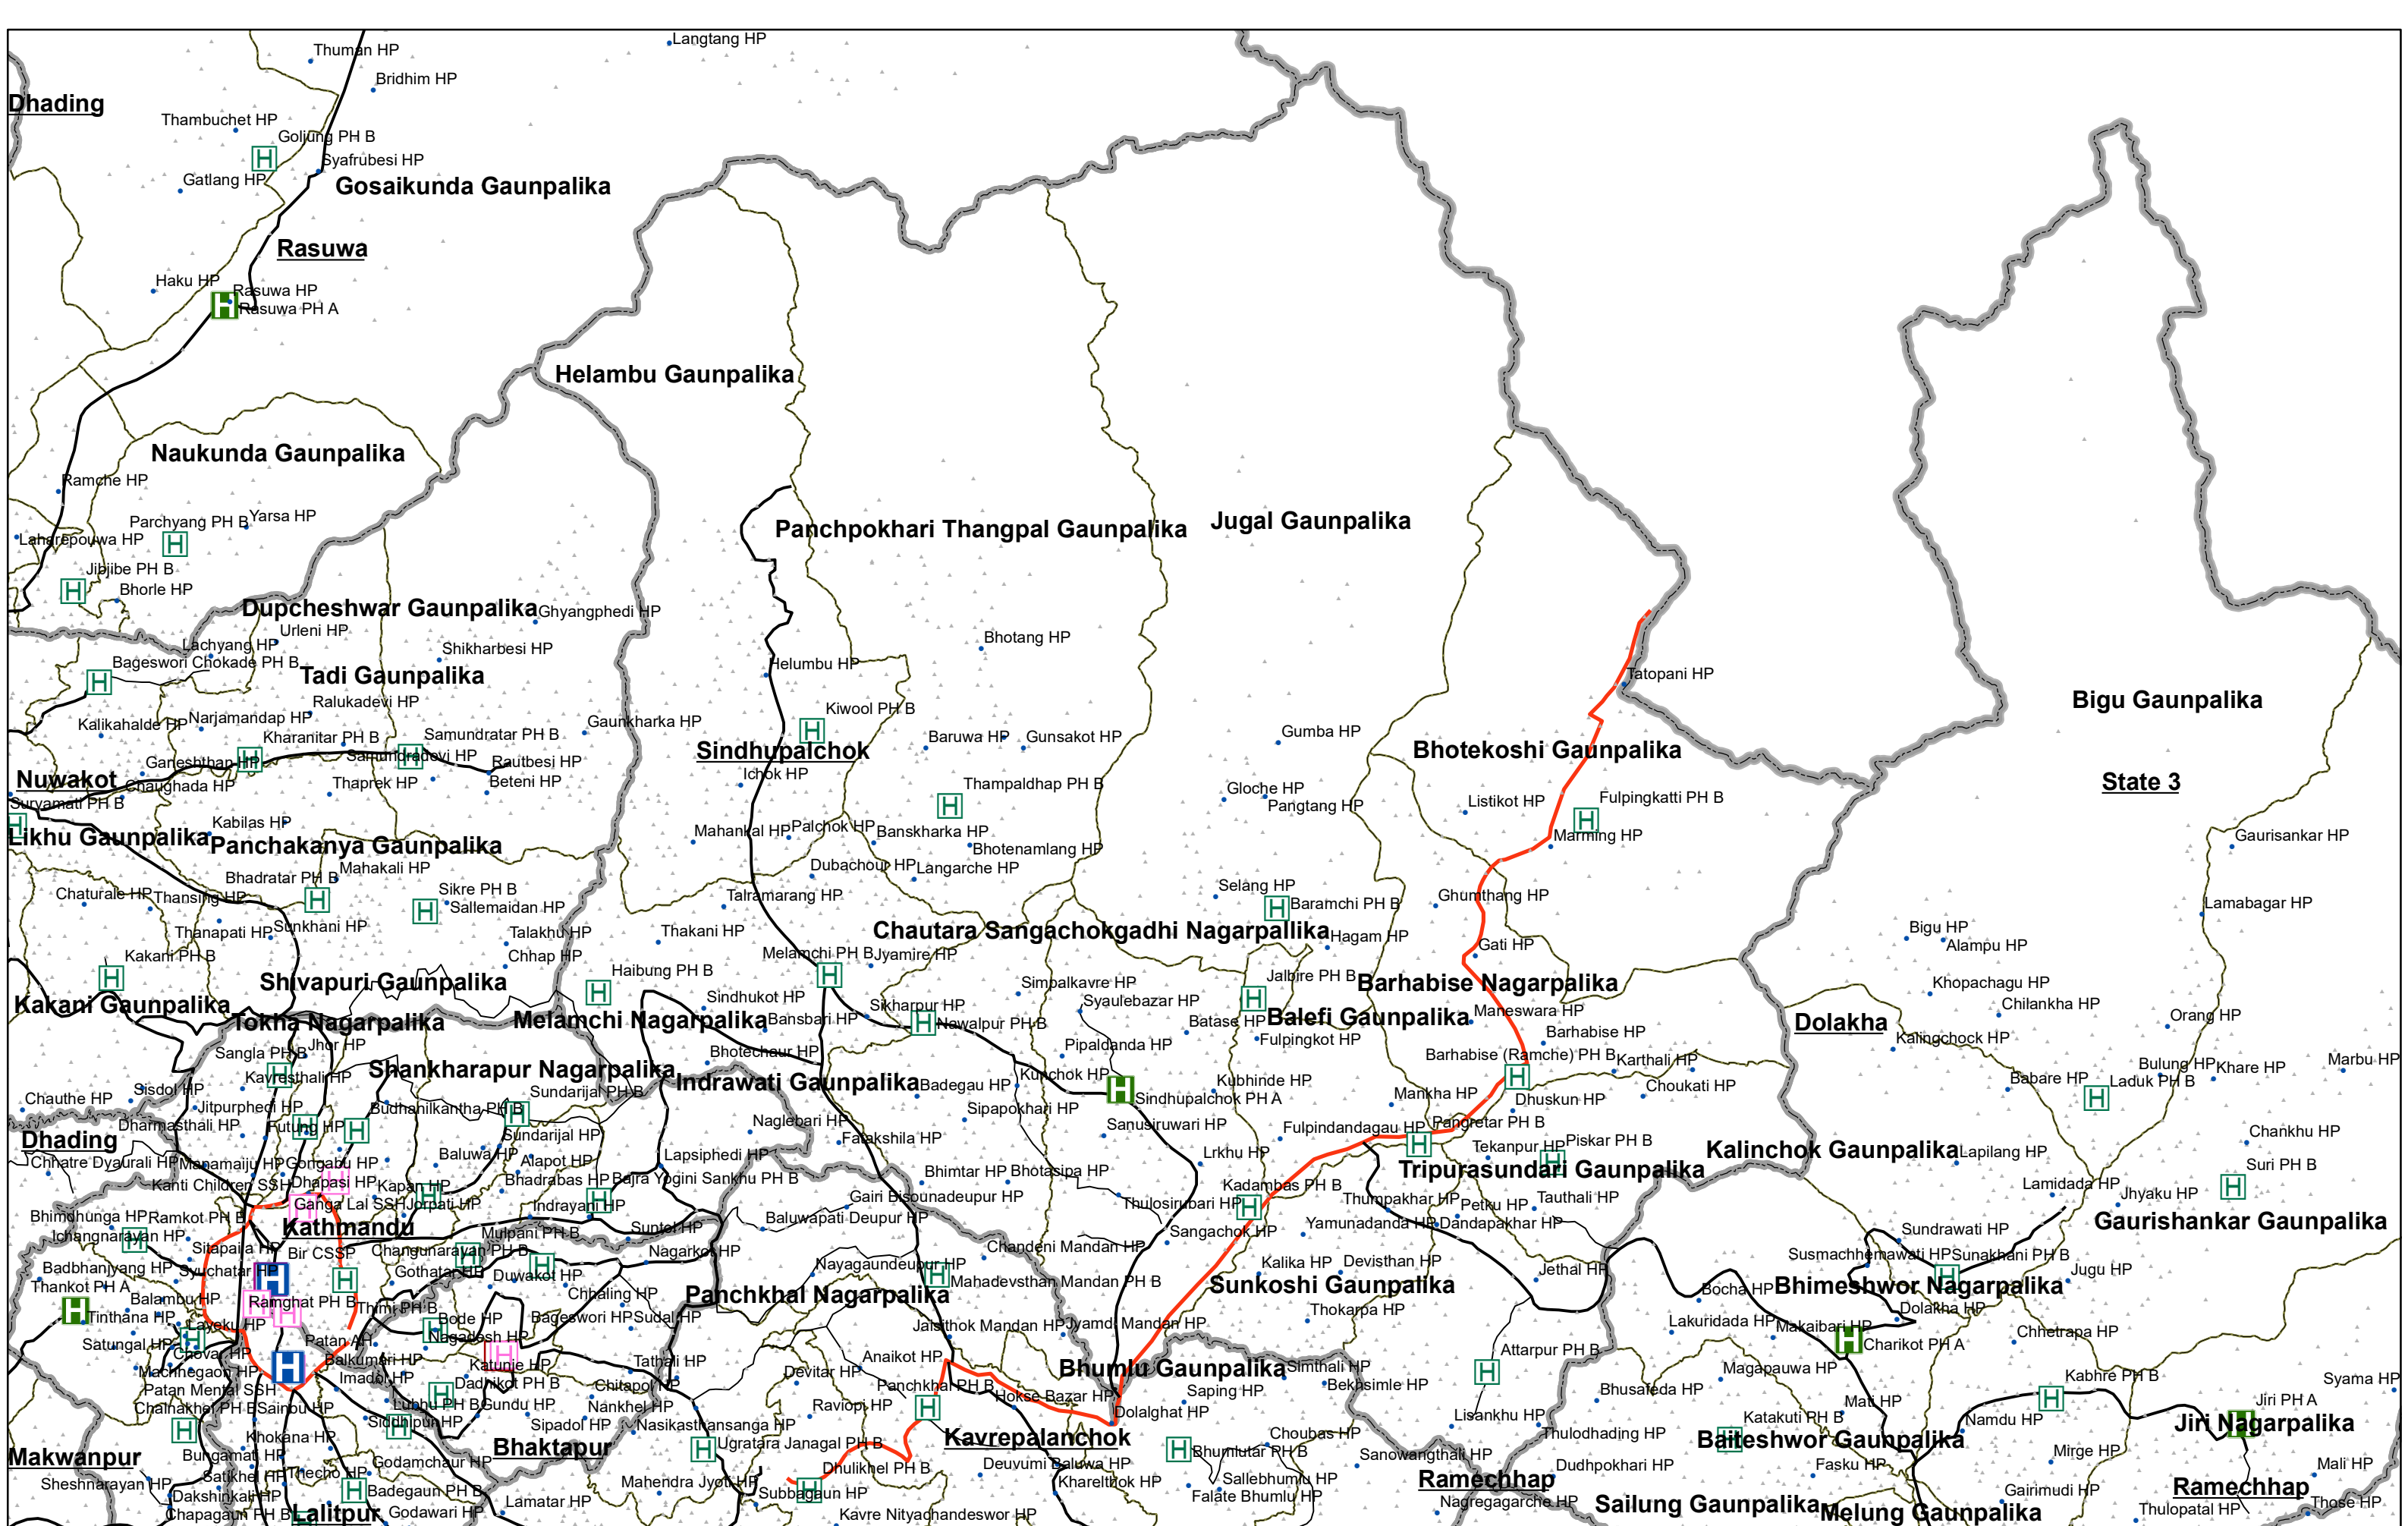 Thuman HP
Langtang HP
Bridhim HP
Dhading
Thambuchet HP
Goljung PH B
Syafrubesi HP
Gatlang HP
Gosaikunda Gaunpalika
Rasuwa
Haku HP
Rasuwa HP
Rasuwa PH A
Helambu Gaunpalika
Naukunda Gaunpalika
Ramche HP
Parchyang PH B
Yarsa HP
Panchpokhari Thangpal Gaunpalika
Jugal Gaunpalika
Laharepouwa HP
Jibjibe PH B
Bhorle HP
Dupcheshwar Gaunpalika
Ghyangphedi HP
Urleni HP
Lachyang HP
Shikharbesi HP
Bhotang HP
Bageswori Chokade PH B
Helumbu HP
Tadi Gaunpalika
Tatopani HP
Ralukadevi HP
Bigu Gaunpalika
Kalikahalde HP
Narjamandap HP
Gaunkharka HP
Kiwool PH B
Kharanitar PH B
Samundratar PH B
Baruwa HP
Gunsakot HP
Gumba HP
Sindhupalchok
Bhotekoshi Gaunpalika
Ganeshthan HP
Samundradevi HP
Rautbesi HP
Nuwakot
Chaughada HP
Thaprek HP
Beteni HP
Ichok HP
Thampaldhap PH B
Gloche HP
Pangtang HP
Listikot HP
Fulpingkatti PH B
State 3
Suryamati PH B
Likhu Gaunpalika
Kabilas HP
Panchakanya Gaunpalika
Mahankal HP
Palchok HP
Banskharka HP
Bhotenamlang HP
Marming HP
Gaurisankar HP
Mahakali HP
Bhadratar PH B
Dubachour HP
Langarche HP
Chaturale HP
Thansing HP
Sikre PH B
Sallemaidan HP
Talramarang HP
Selang HP
Baramchi PH B
Ghumthang HP
Lamabagar HP
Thanapati HP
Sunkhani HP
Talakhu HP
Thakani HP
Chautara Sangachokgadhi Nagarpallika
Hagam HP
Gati HP
Bigu HP
Alampu HP
Kakani PH B
Chhap HP
Haibung PH B
Melamchi PH B
Jyamire HP
Simpalkavre HP
Jalbire PH B
Barhabise Nagarpalika
Khopachagu HP
Shivapuri Gaunpalika
Kakani Gaunpalika
Tokha Nagarpalika
Melamchi Nagarpalika
Sindhukot HP
Bansbari HP
Sikharpur HP
Nawalpur PH B
Syaulebazar HP
Batase HP
Balefi Gaunpalika
Maneswara HP
Chilankha HP
Dolakha
Orang HP
Jhor HP
Sangla PH B
Bhotechaur HP
Pipaldanda HP
Fulpingkot HP
Barhabise HP
Kalingchock HP
Kavresthali HP
Shankharapur Nagarpalika
Indrawati Gaunpalika
Badegau HP
Kunchok HP
Kubhinde HP
Barhabise (Ramche) PH B
Karthali HP
Choukati HP
Babare HP
Bulung HP
Laduk PH B
Khare HP
Marbu HP
Sisdol HP
Chauthe HP
Jitpurphedi HP
Budhanilkantha PH B
Sundarijal PH B
Sipapokhari HP
Sindhupalchok PH A
Mankha HP
Dhuskun HP
Dhading
Dharmasthali HP
Futung HP
Sundarijal HP
Naglebari HP
Fatakshila HP
Sanusiruwari HP
Fulpindandagau HP
Pangretar PH B
Tekanpur HP
Piskar PH B
Chankhu HP
Chhatre Dyaurali HP
Manamaiju HP
Gongabu HP
Baluwa HP
Alapot HP
Lapsiphedi HP
Lrkhu HP
Tripurasundari Gaunpalika
Kalinchok Gaunpalika
Lapilang HP
Suri PH B
Kanti Children SSH
Dhapasi HP
Kapan HP
Bhadrabas HP
Bajra Yogini Sankhu PH B
Bhimtar HP
Bhotasipa HP
Kadambas PH B
Thumpakhar HP
Petku HP
Tauthali HP
Lamidada HP
Jhyaku HP
Ganga Lal SSH
Jorpati HP
Indrayani HP
Gairi Bisounadeupur HP
Thulosirubari HP
Bhimdhunga HP
Ramkot PH B
Kathmandu
Baluwapati Deupur HP
Sangachok HP
Yamunadanda HP
Dandapakhar HP
Gaurishankar Gaunpalika
Ichangnarayan HP
Sitapaila HP
Bir CSSP
Changunarayan PH B
Mulpani PH B
Suntol HP
Nagarkot HP
Chandeni Mandan HP
Sundrawati HP
Susmachhemawati HP
Sunakhani PH B
Badbhanjyang HP
Syuchatar HP
Gothatar HP
Duwakot HP
Nayagaundeupur HP
Mahadevsthan Mandan PH B
Kalika HP
Devisthan HP
Jethal HP
Jugu HP
Thankot PH A
Balambu HP
Ramghat PH B
Thimi PH B
Chhaling HP
Panchkhal Nagarpalika
Sunkoshi Gaunpalika
Bocha HP
Bhimeshwor Nagarpalika
Tinthana HP
Layeku HP
Bode HP
Bageswori HP
Sudal HP
Thokarpa HP
Dolakha HP
Satungal HP
Chovar HP
Patan AH
Nagadesh HP
Jaisithok Mandan HP
Jyamdi Mandan HP
Lakuridada HP
Makaibari HP
Charikot PH A
Chhetrapa HP
Machhegaon HP
Balkumari HP
Katunje HP
Tathali HP
Devitar HP
Anaikot HP
Bhumlu Gaunpalika
Simthali HP
Attarpur PH B
Magapauwa HP
Patan Mental SSH
Imadol HP
Dadhikot PH B
Chitapol HP
Panchkhal PH B
Hokse Bazar HP
Saping HP
Bekhsimle HP
Bhusafeda HP
Kabhre PH B
Syama HP
Chalnakhel PH B
Sainbu HP
Lubhu PH B
Gundu HP
Nankhel HP
Raviopi HP
Dolalghat HP
Lisankhu HP
Mati HP
Jiri PH A
Siddhipur HP
Sipadol HP
Nasikasthansanga HP
Kavrepalanchok
Choubas HP
Thulodhading HP
Katakuti PH B
Namdu HP
Jiri Nagarpalika
Makwanpur
Khokana HP
Bungamati HP
Bhaktapur
Ugratara Janagal PH B
Bhumlutar PH B
Sanowangthali HP
Baiteshwor Gaunpalika
Mirge HP
Godamchaur HP
Dhulikhel PH B
Deuvumi Baluwa HP
Dudhpokhari HP
Fasku HP
Mali HP
Sheshnarayan HP
Satikhel HP
Thecho HP
Mahendra Jyoti HP
Kharelthok HP
Sallebhumlu HP
Ramechhap
Ramechhap
Dakshinkali HP
Badegaun PH B
Lamatar HP
Subbagaun HP
Falate Bhumlu HP
Nagregagarche HP
Sailung Gaunpalika
Gairimudi HP
Thulopatal HP
Those HP
Chapagaun PH B
Lalitpur
Godawari HP
Kavre Nityachandeswor HP
Melung Gaunpalika